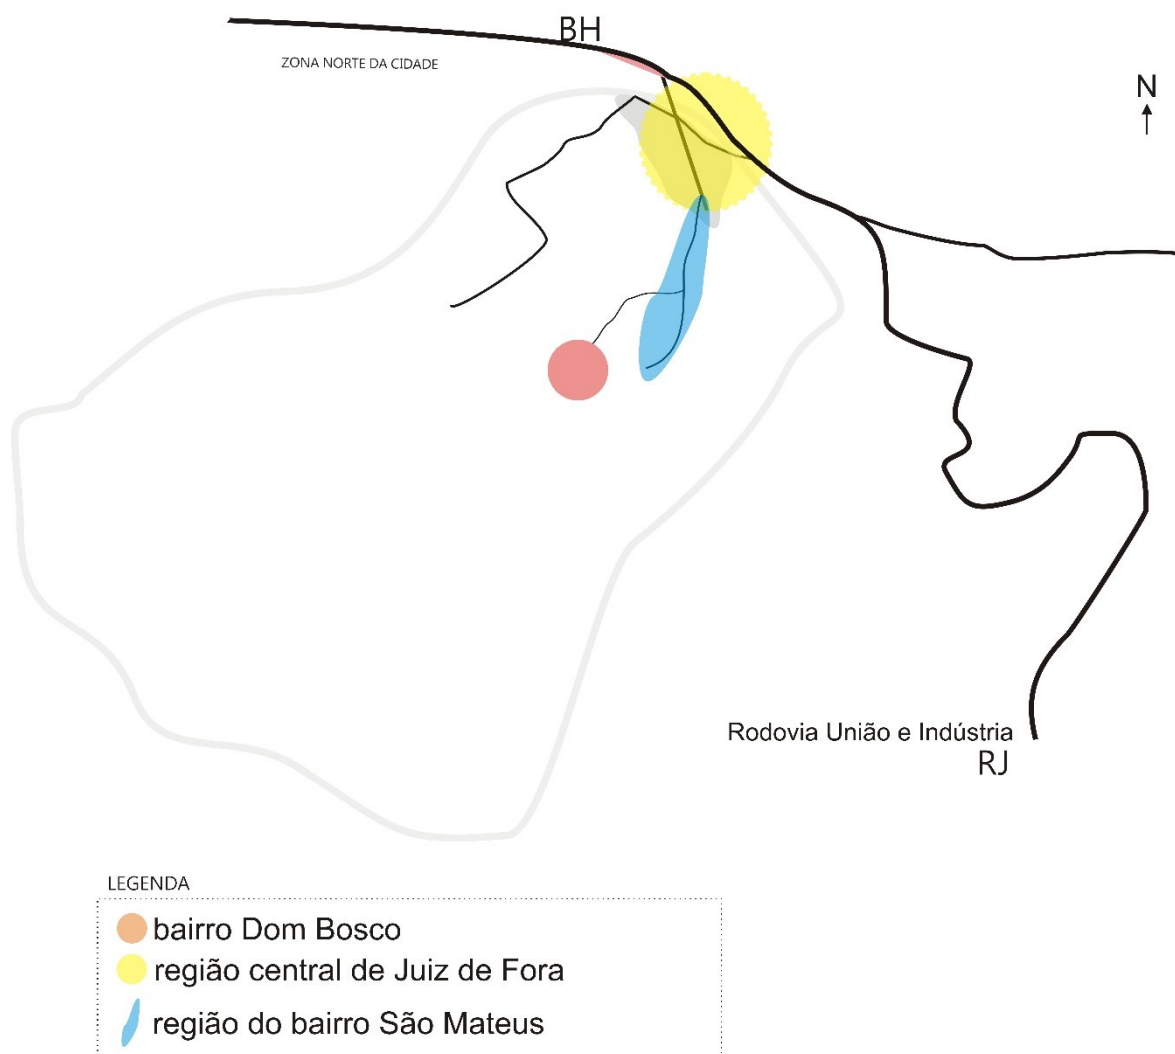 BH
ZONA NORTE DA CIDADE
N
Rodovia União e Indústria
RJ
LEGENDA
bairro Dom Bosco
região central de Juiz de Fora
região do bairro São Mateus